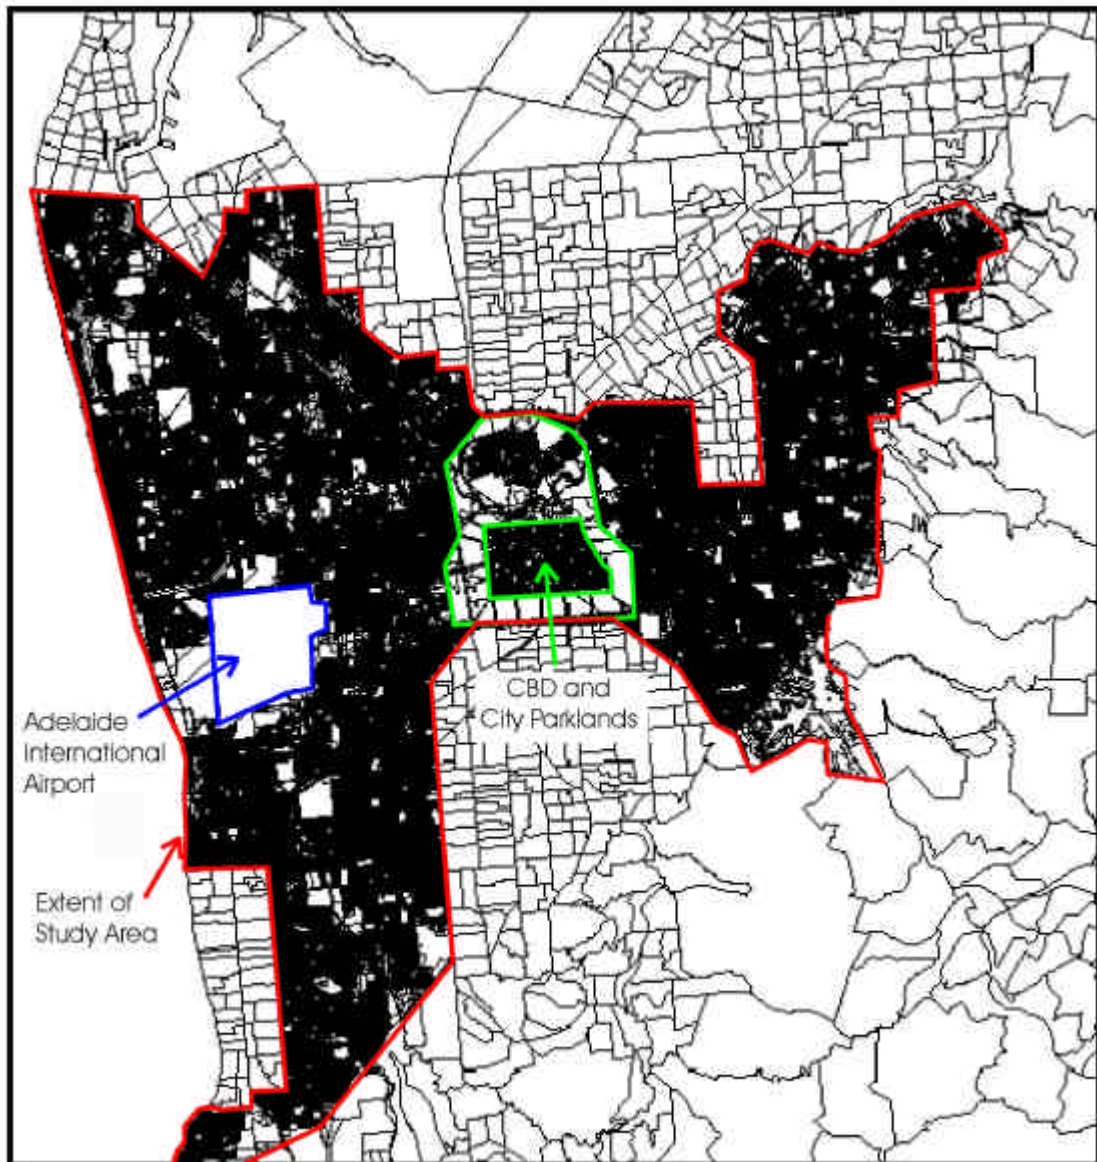 CBD and
City Parklands
Adelaide
International
Airport
Extent of
Study Area